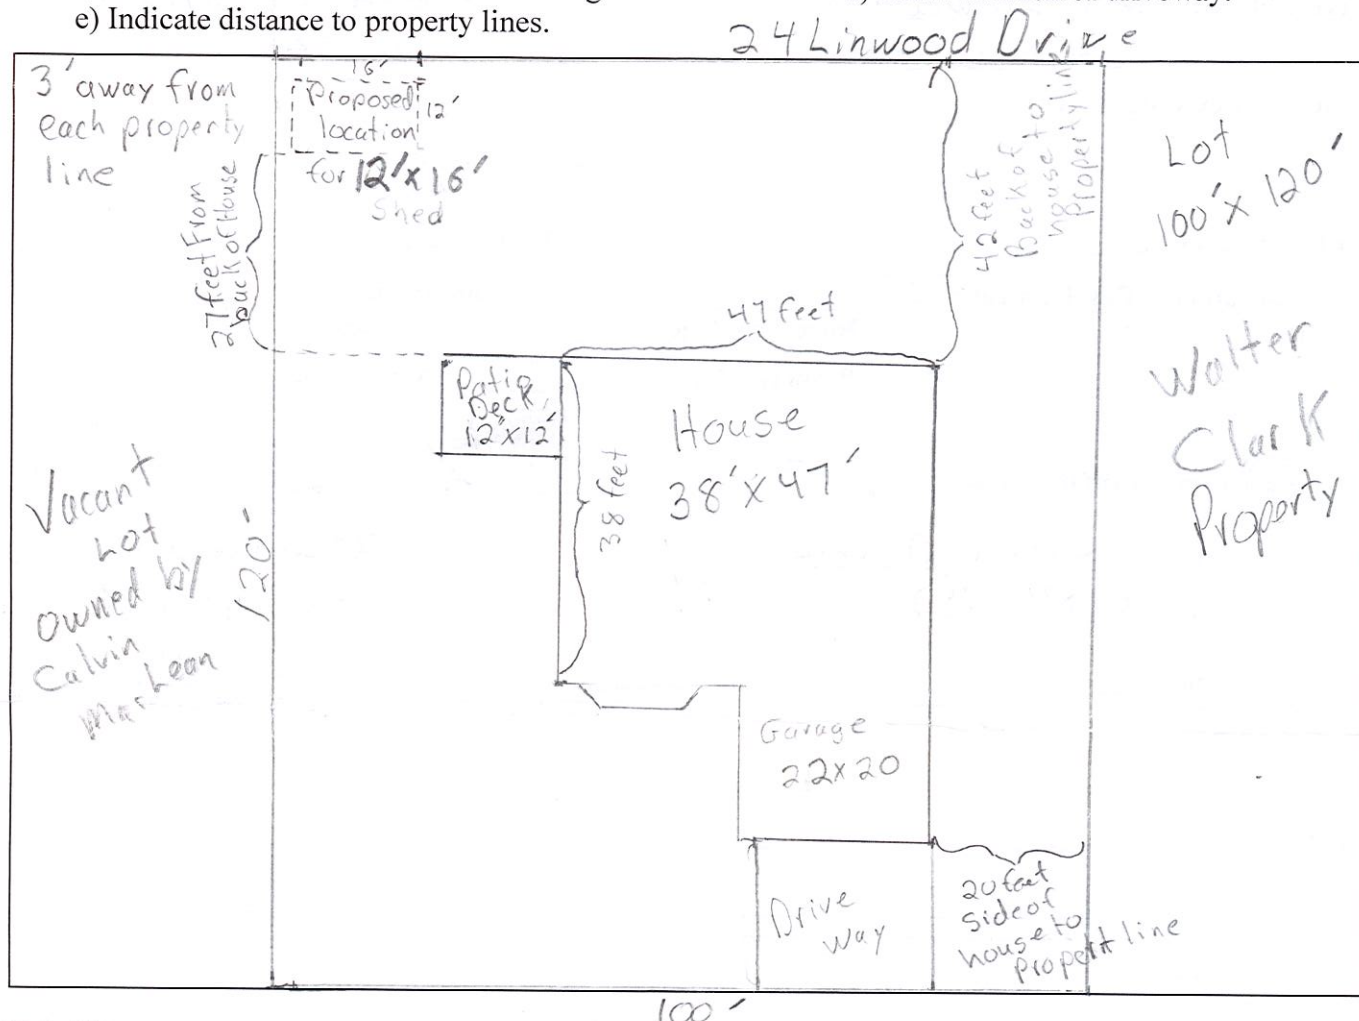 e) Indicate distance to property lines.
24 Linwood Drive
3' away from
each property
line
16'
Proposed
location
12'
for 12'x16'
Shed
27 feet From
back of House
42 feet
Back of
house to
Property line
Lot
100' x 120'
47 feet
Patio
Deck
12'x12'
House
38' x 47'
38 feet
Walter
Clark
Property
Vacant
Lot
owned by
Calvin
MacLean
120'
Garage
22x20
Drive
way
20 feet
side of
house to
property line
100'